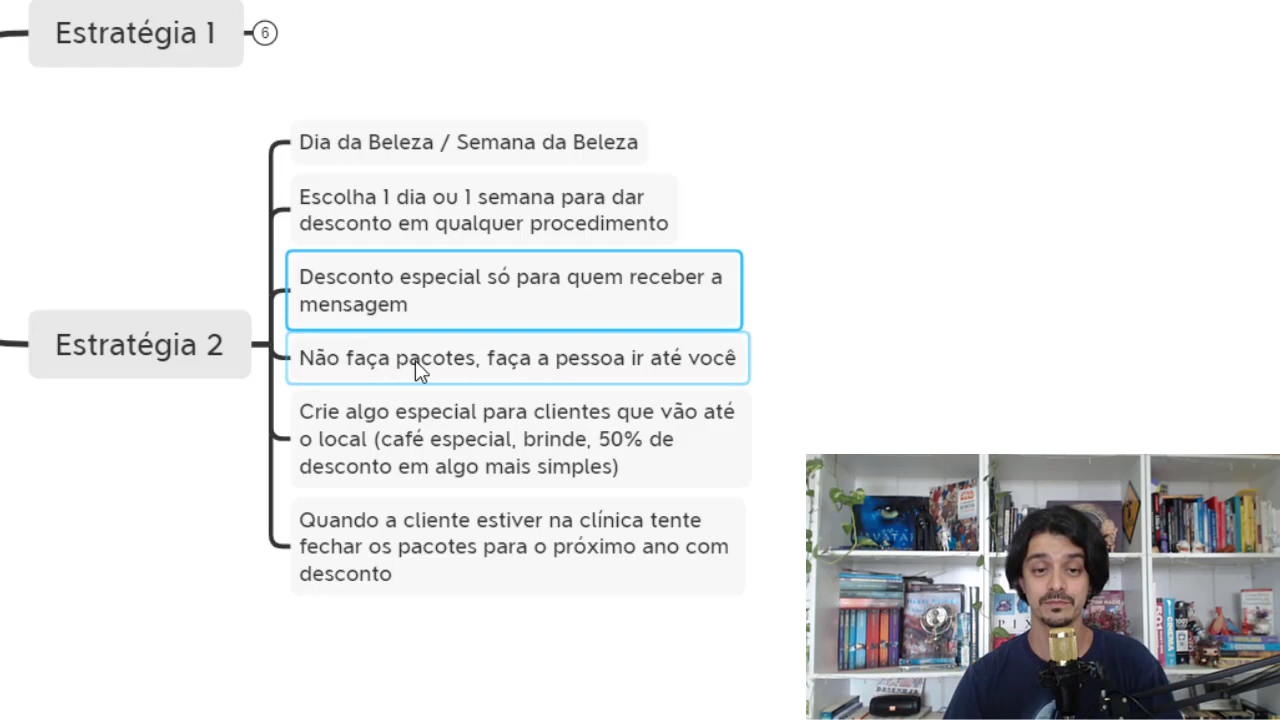 Estratégia 1
6
Dia da Beleza / Semana da Beleza
Escolha 1 dia ou 1 semana para dar
desconto em qualquer procedimento
Desconto especial só para quem receber a
mensagem
Estratégia 2
Não faça pacotes, faça a pessoa ir até você
Crie algo especial para clientes que vão até
o local (café especial, brinde, 50% de
desconto em algo mais simples)
Quando a cliente estiver na clínica tente
fechar os pacotes para o próximo ano com
desconto